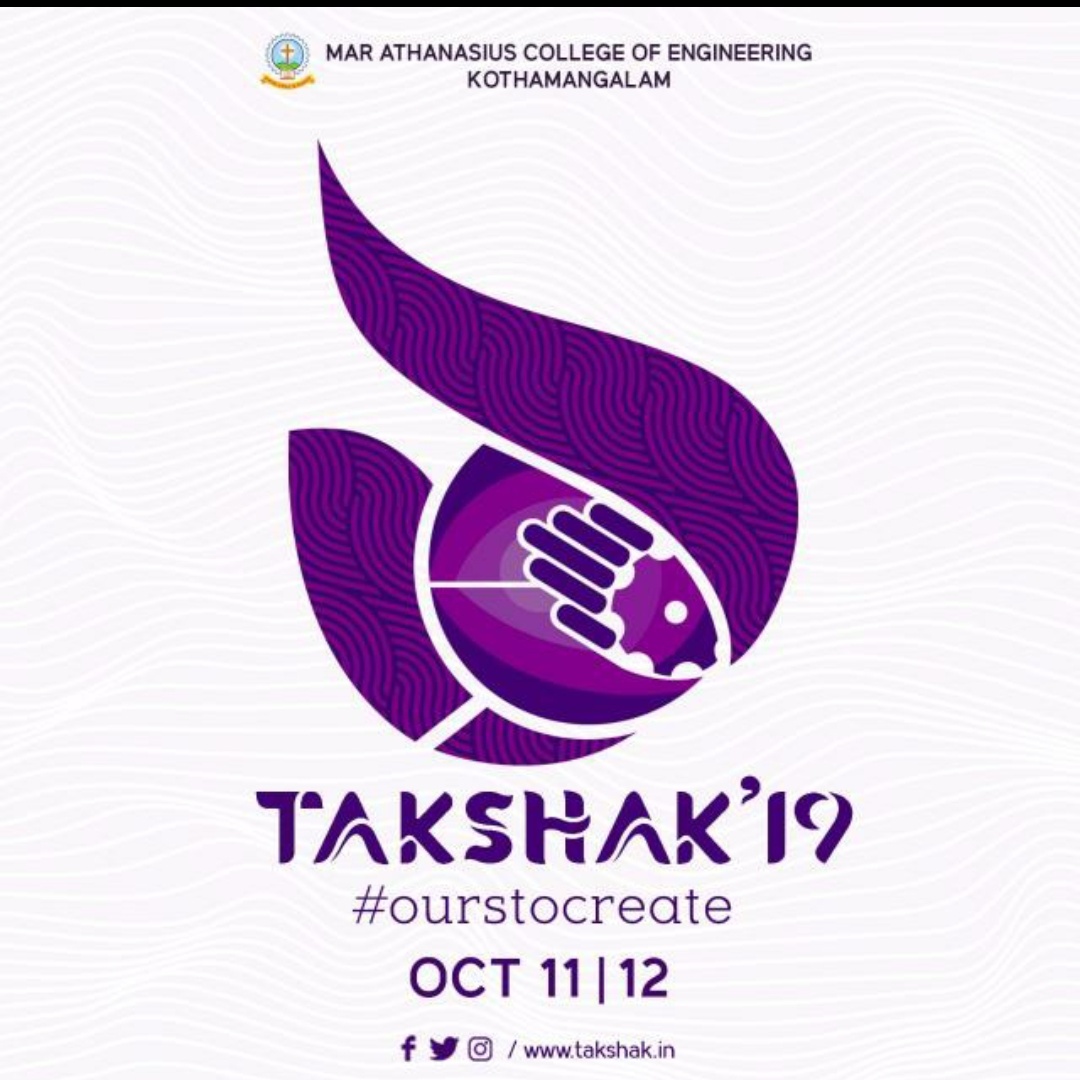 MAR ATHANASIUS COLLEGE OF ENGINEERING
KOTHAMANGALAM
TAKSHAK'19
#ourstocreate
OCT 11|12
/ www.takshak.in